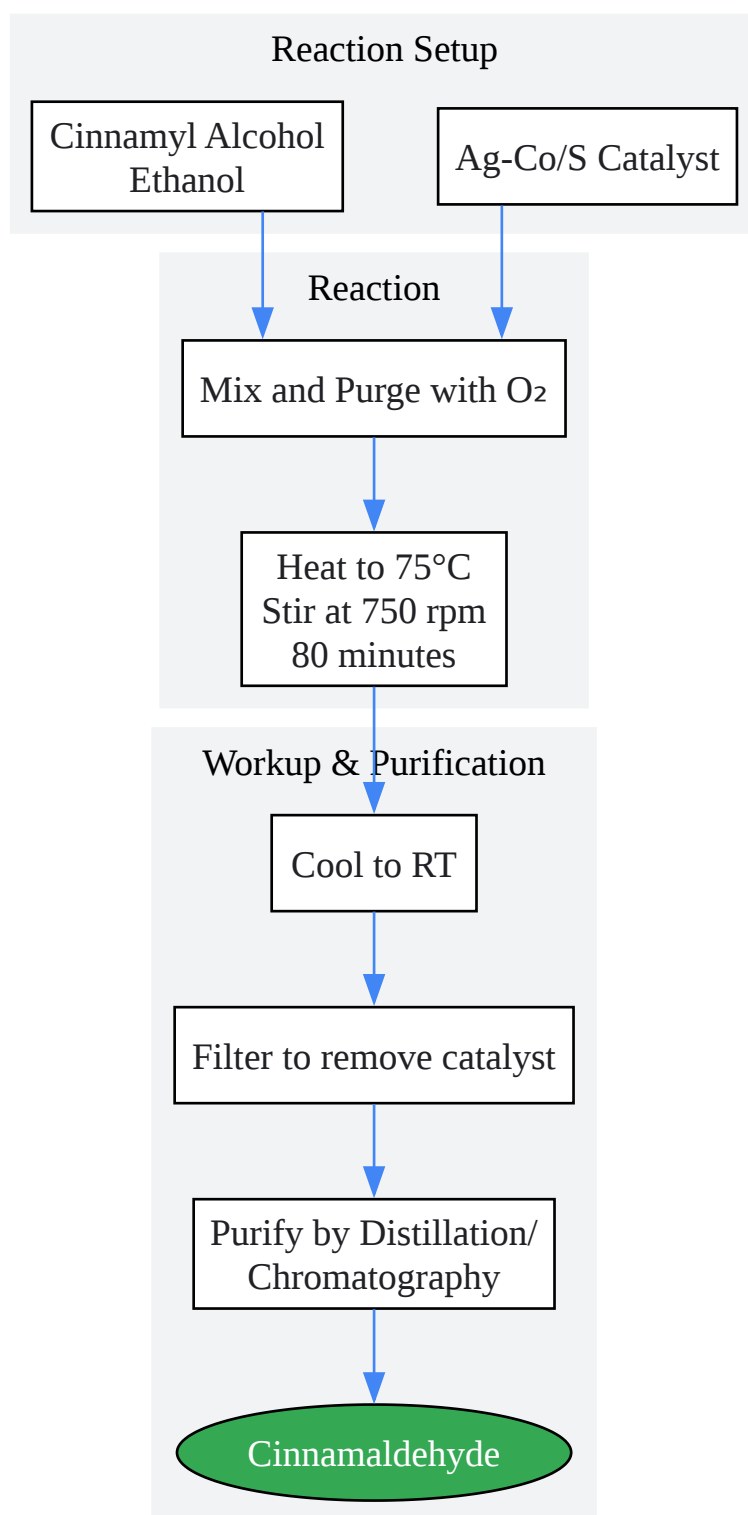 Reaction Setup
Cinnamyl Alcohol
Ethanol
Ag-Co/S Catalyst
Reaction
Mix and Purge with O₂
Heat to 75°C
Stir at 750 rpm
80 minutes
Workup & Purification
Cool to RT
Filter to remove catalyst
Purify by Distillation/
Chromatography
Cinnamaldehyde